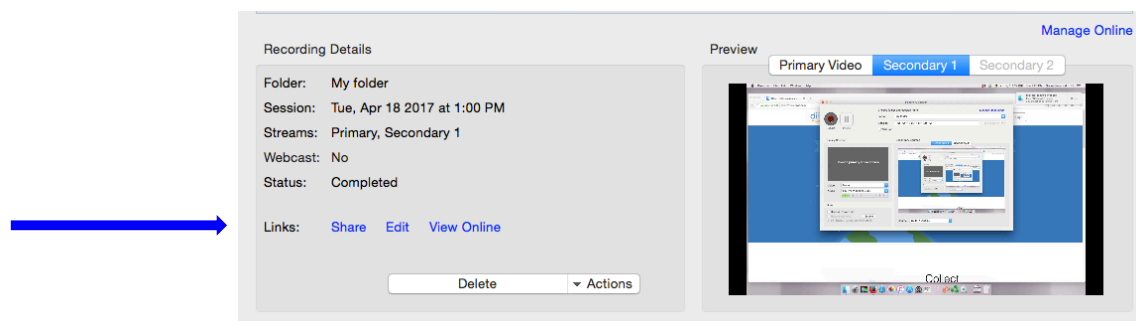 Manage Online
Recording Details
Preview
Primary Video Secondary 1 Secondary 2
Folder: My folder
Session: Tue, Apr 18 2017 at 1:00 PM
Streams: Primary, Secondary 1
Webcast: No
Status: Completed
Links: Share Edit View Online
Delete Actions
Collect